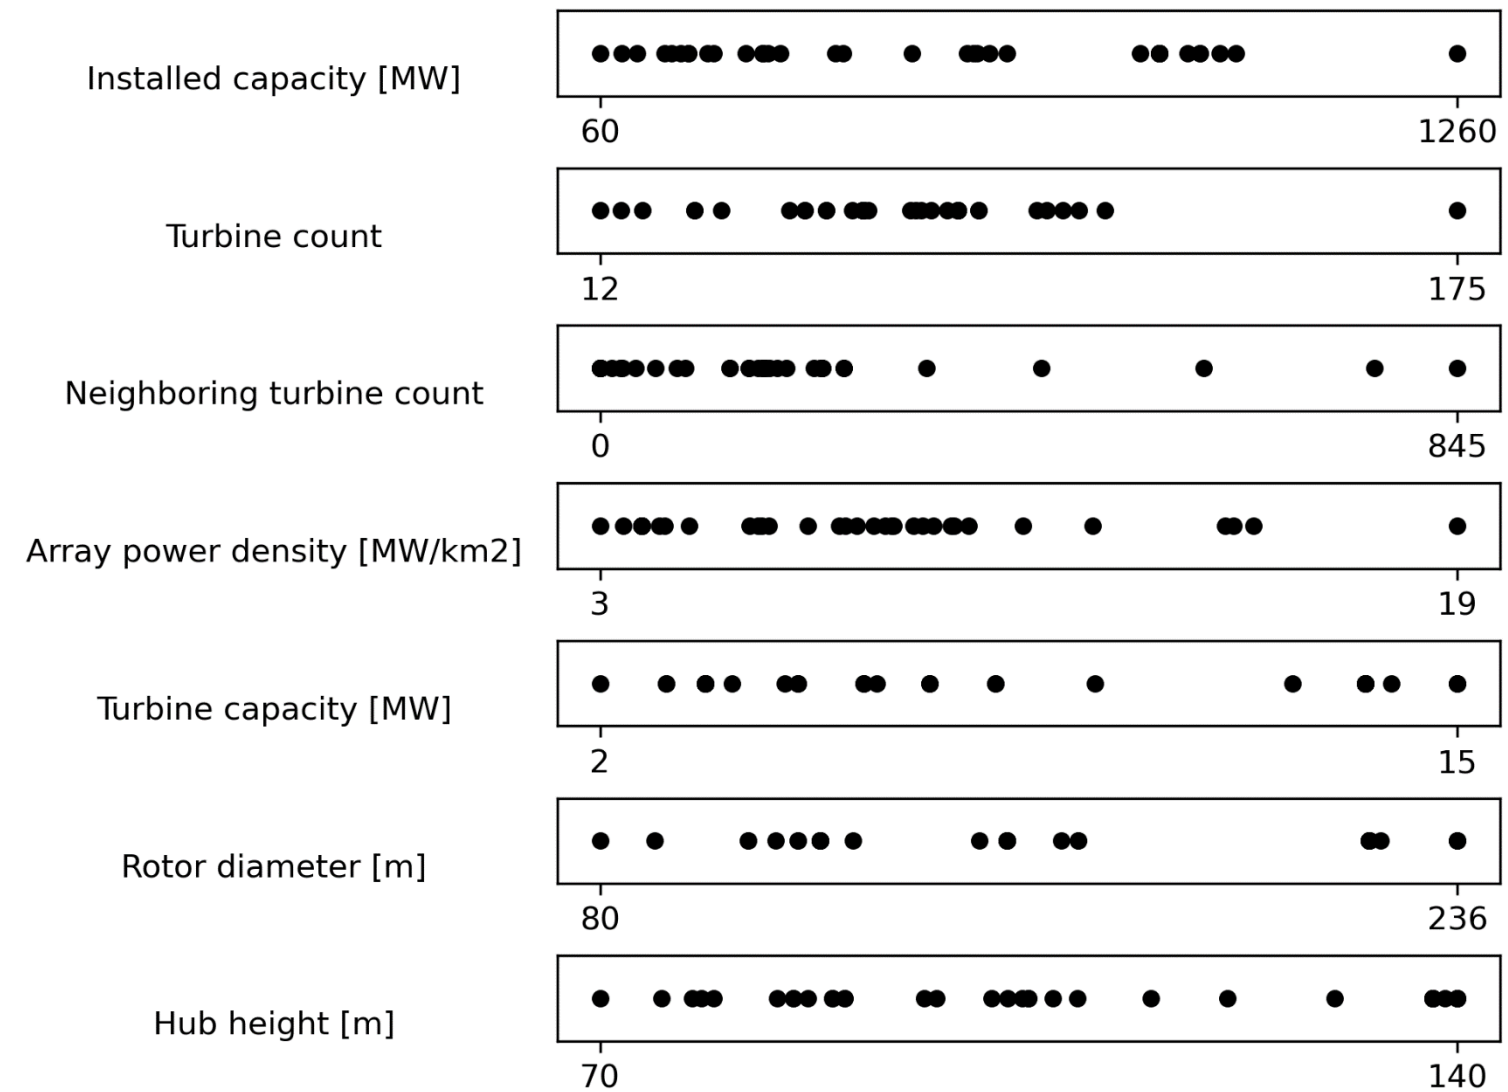 Installed capacity [MW]
60 1260
Turbine count
12 175
Neighboring turbine count
0 845
Array power density [MW/km2]
3 19
Turbine capacity [MW]
2 15
Rotor diameter [m]
80 236
Hub height [m]
70 140